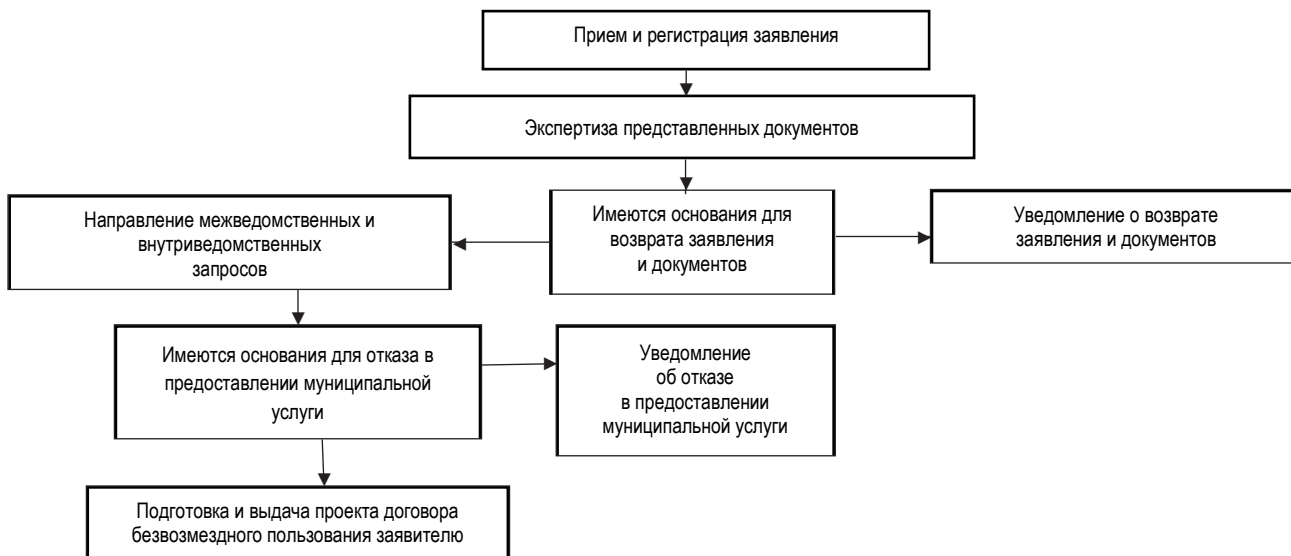 Прием и регистрация заявления
Экспертиза представленных документов
Направление межведомственных и
внутриведомственных
запросов
Имеются основания для
возврата заявления
и документов
Уведомление о возврате
заявления и документов
Имеются основания для отказа в
предоставлении муниципальной
услуги
Уведомление
об отказе
в предоставлении
муниципальной услуги
Подготовка и выдача проекта договора
безвозмездного пользования заявителю